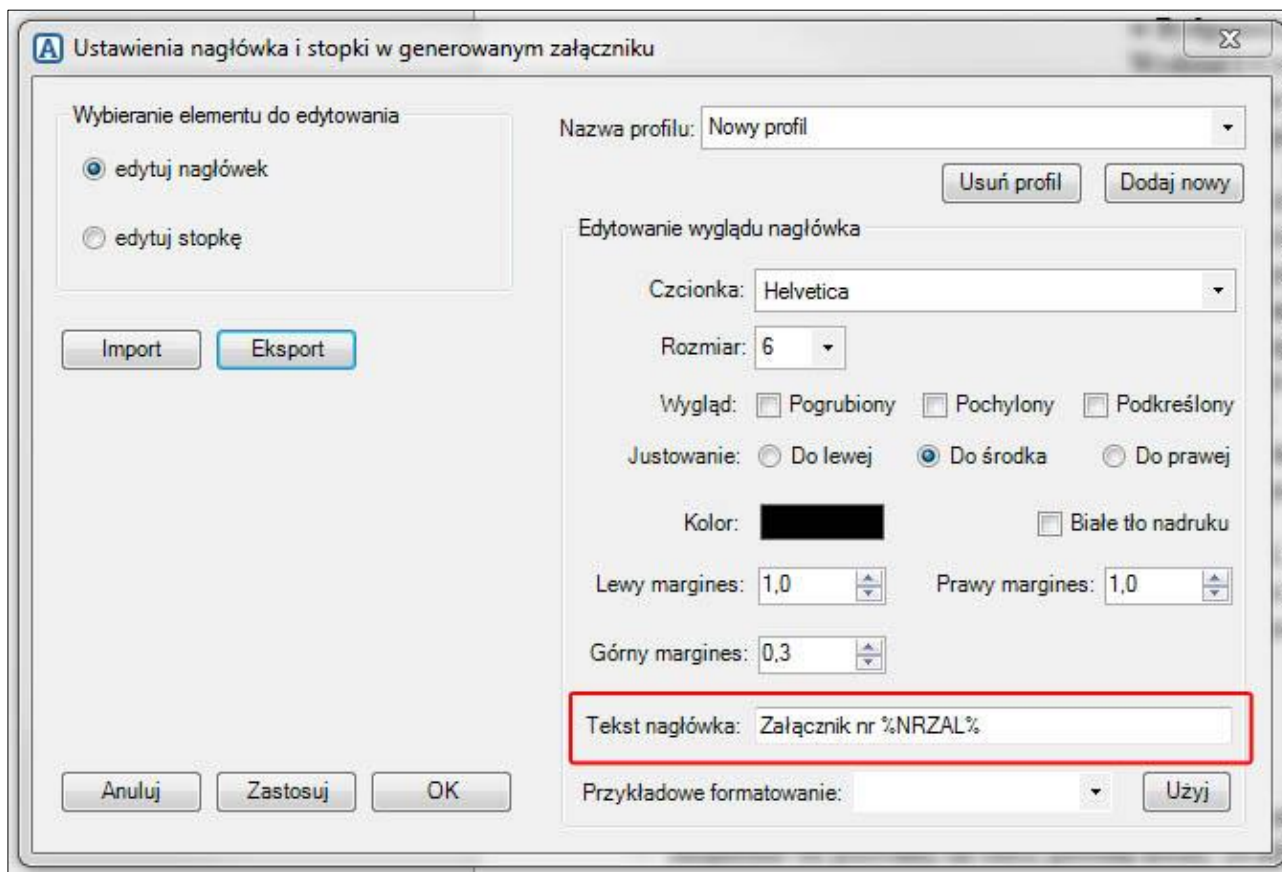 A Ustawienia nagłówka i stopki w generowanym załączniku
Wybieranie elementu do edytowania
edytuj nagłówek
edytuj stopkę
Import Eksport
Anuluj Zastosuj OK
Nazwa profilu: Nowy profil
Usuń profil Dodaj nowy
Edytowanie wyglądu nagłówka
Czcionka: Helvetica
Rozmiar: 6
Wygląd: Pogrubiony Pochylony Podkreślony
Justowanie: Do lewej Do środka Do prawej
Kolor: Białe tło nadruku
Lewy margines: 1,0 Prawy margines: 1,0
Górny margines: 0,3
Tekst nagłówka: Załącznik nr %NRZAL%
Przykładowe formatowanie: Użyj